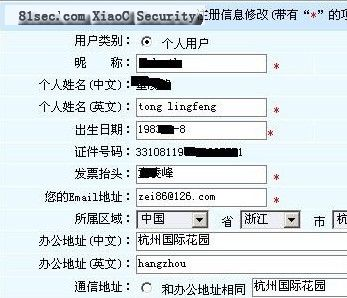 81sec.com XiaoC Security 注册信息修改(带有“*”的项
用户类别: 个人用户
昵 称: *
个人姓名(中文):
个人姓名(英文): tong lingfeng *
出生日期: 198 -8 *
证件号码: 33108119 1
发票抬头: 峰 *
您的Email地址: zei86@126.com *
所属区域: 中国 省 浙江 市 杭
办公地址(中文): 杭州国际花园
办公地址(英文): hangzhou
通信地址: 和办公地址相同 杭州国际花园